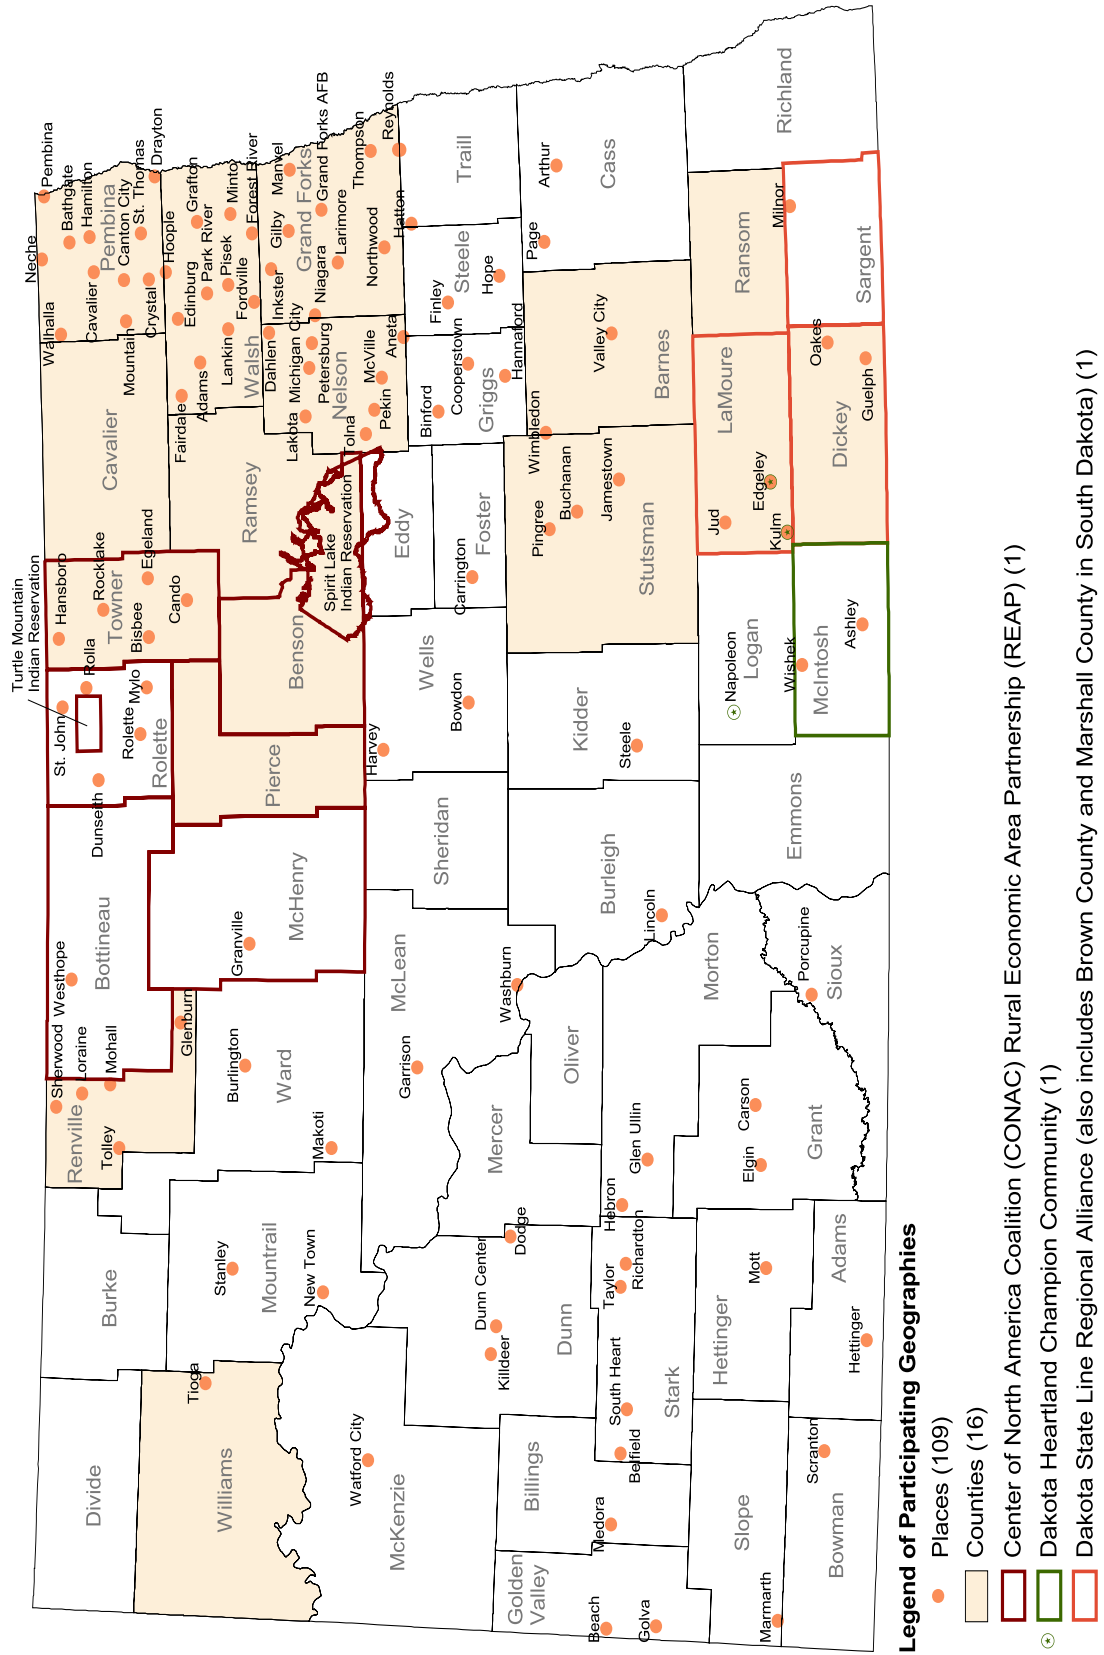 Turtle Mountain
Indian Reservation
Divide
Burke
Renville
Bottineau
Rolette
Towner
Cavalier
Pembina
Williams
Mountrail
Ward
McHenry
Pierce
Benson
Ramsey
Walsh
Nelson
Grand Forks
McKenzie
McLean
Sheridan
Wells
Eddy
Foster
Griggs
Steele
Traill
Golden
Valley
Billings
Dunn
Mercer
Oliver
Burleigh
Kidder
Stutsman
Barnes
Cass
Stark
Morton
Slope
Hettinger
Grant
Sioux
Emmons
Logan
LaMoure
Ransom
Richland
Bowman
Adams
McIntosh
Dickey
Sargent
Spirit Lake
Indian Reservation
Tioga
Stanley
New Town
Watford City
Sherwood
Loraine
Mohall
Tolley
Glenburn
Burlington
Makoti
Westhope
Granville
Dunseith
St. John
Rolla
Rolette
Mylo
Hansboro
Rocklake
Bisbee
Egeland
Cando
Harvey
Walhalla
Neche
Pembina
Bathgate
Hamilton
Cavalier
Canton City
St. Thomas
Drayton
Mountain
Crystal
Hoople
Edinburg
Park River
Grafton
Fairdale
Adams
Lankin
Fordville
Pisek
Minto
Forest River
Dahlen
Inkster
Gilby
Manvel
Michigan City
Petersburg
Niagara
Larimore
Grand Forks AFB
Lakota
Tolna
Pekin
McVille
Aneta
Northwood
Thompson
Reynolds
Hatton
Binford
Cooperstown
Hannaford
Finley
Hope
Page
Arthur
Carrington
Bowdon
Garrison
Washburn
Killdeer
Dunn Center
Dodge
Beach
Golva
Medora
Belfield
South Heart
Taylor
Richardton
Hebron
Glen Ullin
Lincoln
Steele
Pingree
Buchanan
Jamestown
Wimbledon
Valley City
Marmarth
Scranton
Hettinger
Mott
Elgin
Carson
Porcupine
Napoleon
Wishek
Ashley
Jud
Kulm
Edgeley
Guelph
Oakes
Milnor
Legend of Participating Geographies
Places (109)
Counties (16)
Center of North America Coalition (CONAC) Rural Economic Area Partnership (REAP) (1)
Dakota Heartland Champion Community (1)
Dakota State Line Regional Alliance (also includes Brown County and Marshall County in South Dakota) (1)